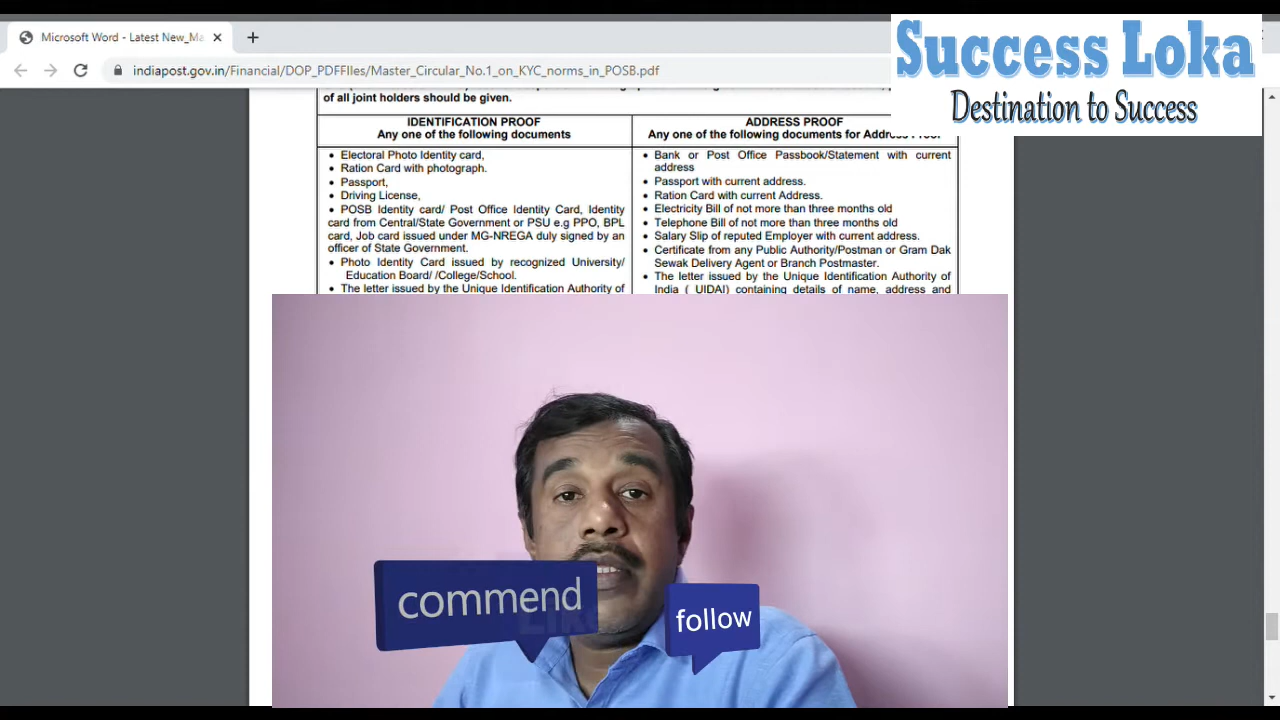 Microsoft Word - Latest New_Ma
Success Loka
Destination to Success
indiapost.gov.in/Financial/DOP_PDFFIles/Master_Circular_No.1_on_KYC_norms_in_POSB.pdf
of all joint holders should be given.
IDENTIFICATION PROOF
Any one of the following documents
• Electoral Photo Identity card,
• Ration Card with photograph.
• Passport,
• Driving License,
• POSB Identity card/ Post Office Identity Card, Identity
card from Central/State Government or PSU e.g PPO, BPL
card, Job card issued under MG-NREGA duly signed by an
officer of State Government.
• Photo Identity Card issued by recognized University/
Education Board/ /College/School.
• The letter issued by the Unique Identification Authority of
ADDRESS PROOF
Any one of the following documents for Address Proof
• Bank or Post Office Passbook/Statement with current
address
• Passport with current address.
• Ration Card with current Address.
• Electricity Bill of not more than three months old
• Telephone Bill of not more than three months old
• Salary Slip of reputed Employer with current address.
• Certificate from any Public Authority/Postman or Gram Dak
Sewak Delivery Agent or Branch Postmaster.
• The letter issued by the Unique Identification Authority of
India ( UIDAI) containing details of name, address and
commend
follow